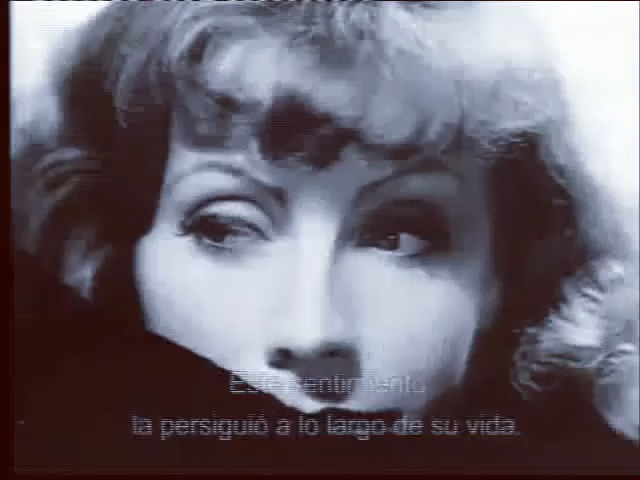 Este sentimiento
la persiguió a lo largo de su vida.